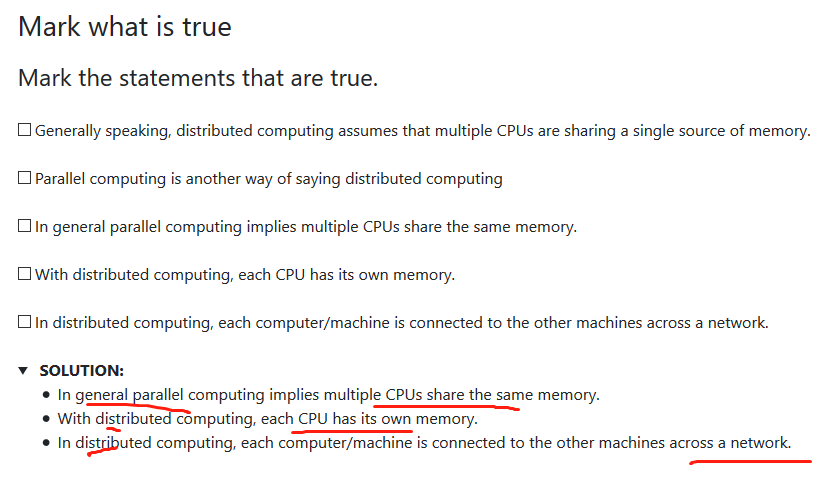 Mark what is true
Mark the statements that are true.
Generally speaking, distributed computing assumes that multiple CPUs are sharing a single source of memory.
Parallel computing is another way of saying distributed computing
In general parallel computing implies multiple CPUs share the same memory.
With distributed computing, each CPU has its own memory.
In distributed computing, each computer/machine is connected to the other machines across a network.
SOLUTION:
In general parallel computing implies multiple CPUs share the same memory.
With distributed computing, each CPU has its own memory.
In distributed computing, each computer/machine is connected to the other machines across a network.